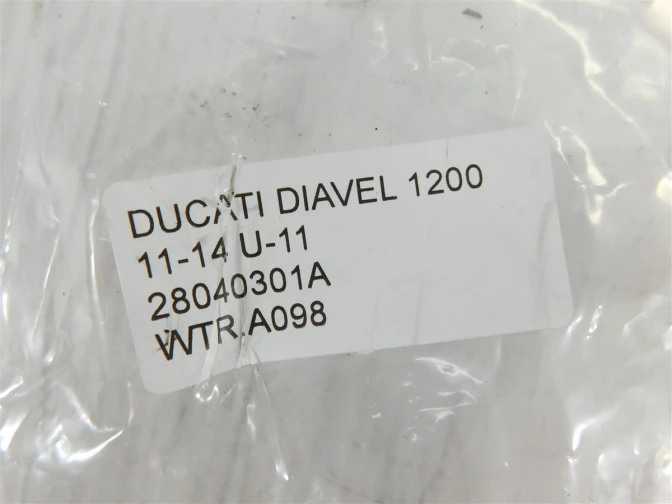 DUCATI DIAVEL 1200
11-14 U-11
28040301A
WTR.A098